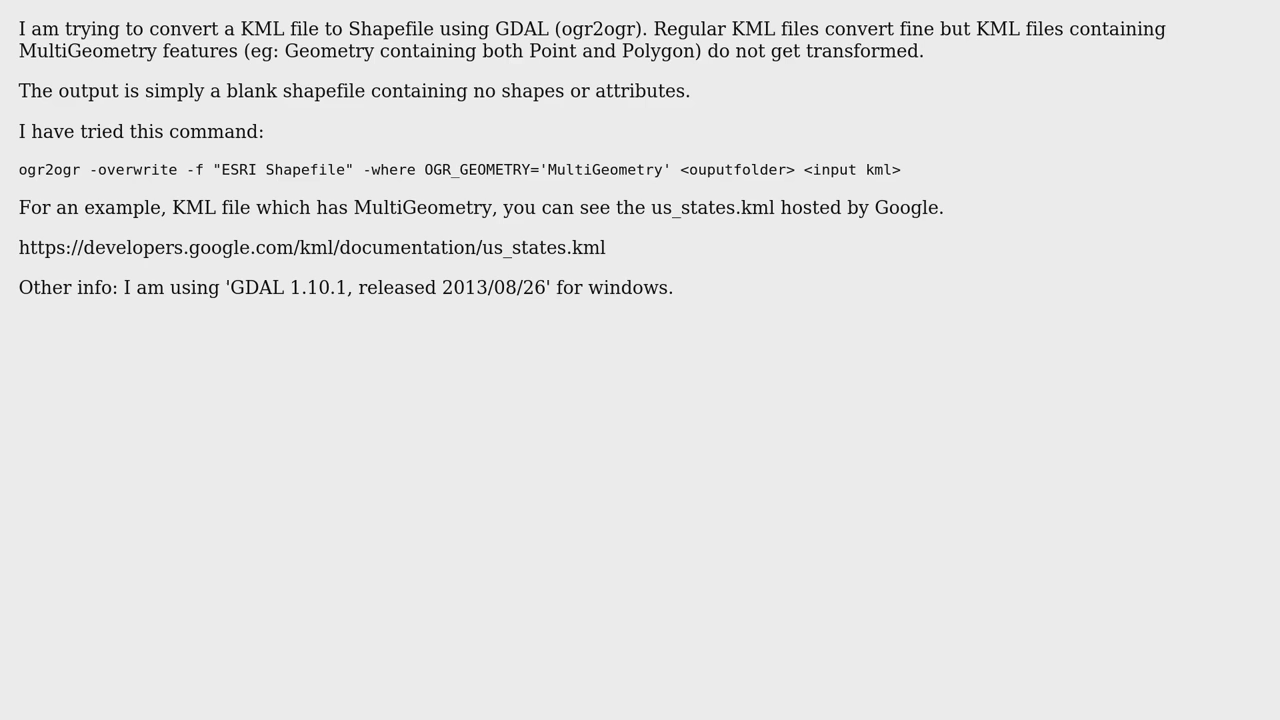 I am trying to convert a KML file to Shapefile using GDAL (ogr2ogr). Regular KML files convert fine but KML files containing
MultiGeometry features (eg: Geometry containing both Point and Polygon) do not get transformed.
The output is simply a blank shapefile containing no shapes or attributes.
I have tried this command:
ogr2ogr -overwrite -f "ESRI Shapefile" -where OGR_GEOMETRY='MultiGeometry' <ouputfolder> <input kml>
For an example, KML file which has MultiGeometry, you can see the us_states.kml hosted by Google.
https://developers.google.com/kml/documentation/us_states.kml
Other info: I am using 'GDAL 1.10.1, released 2013/08/26' for windows.